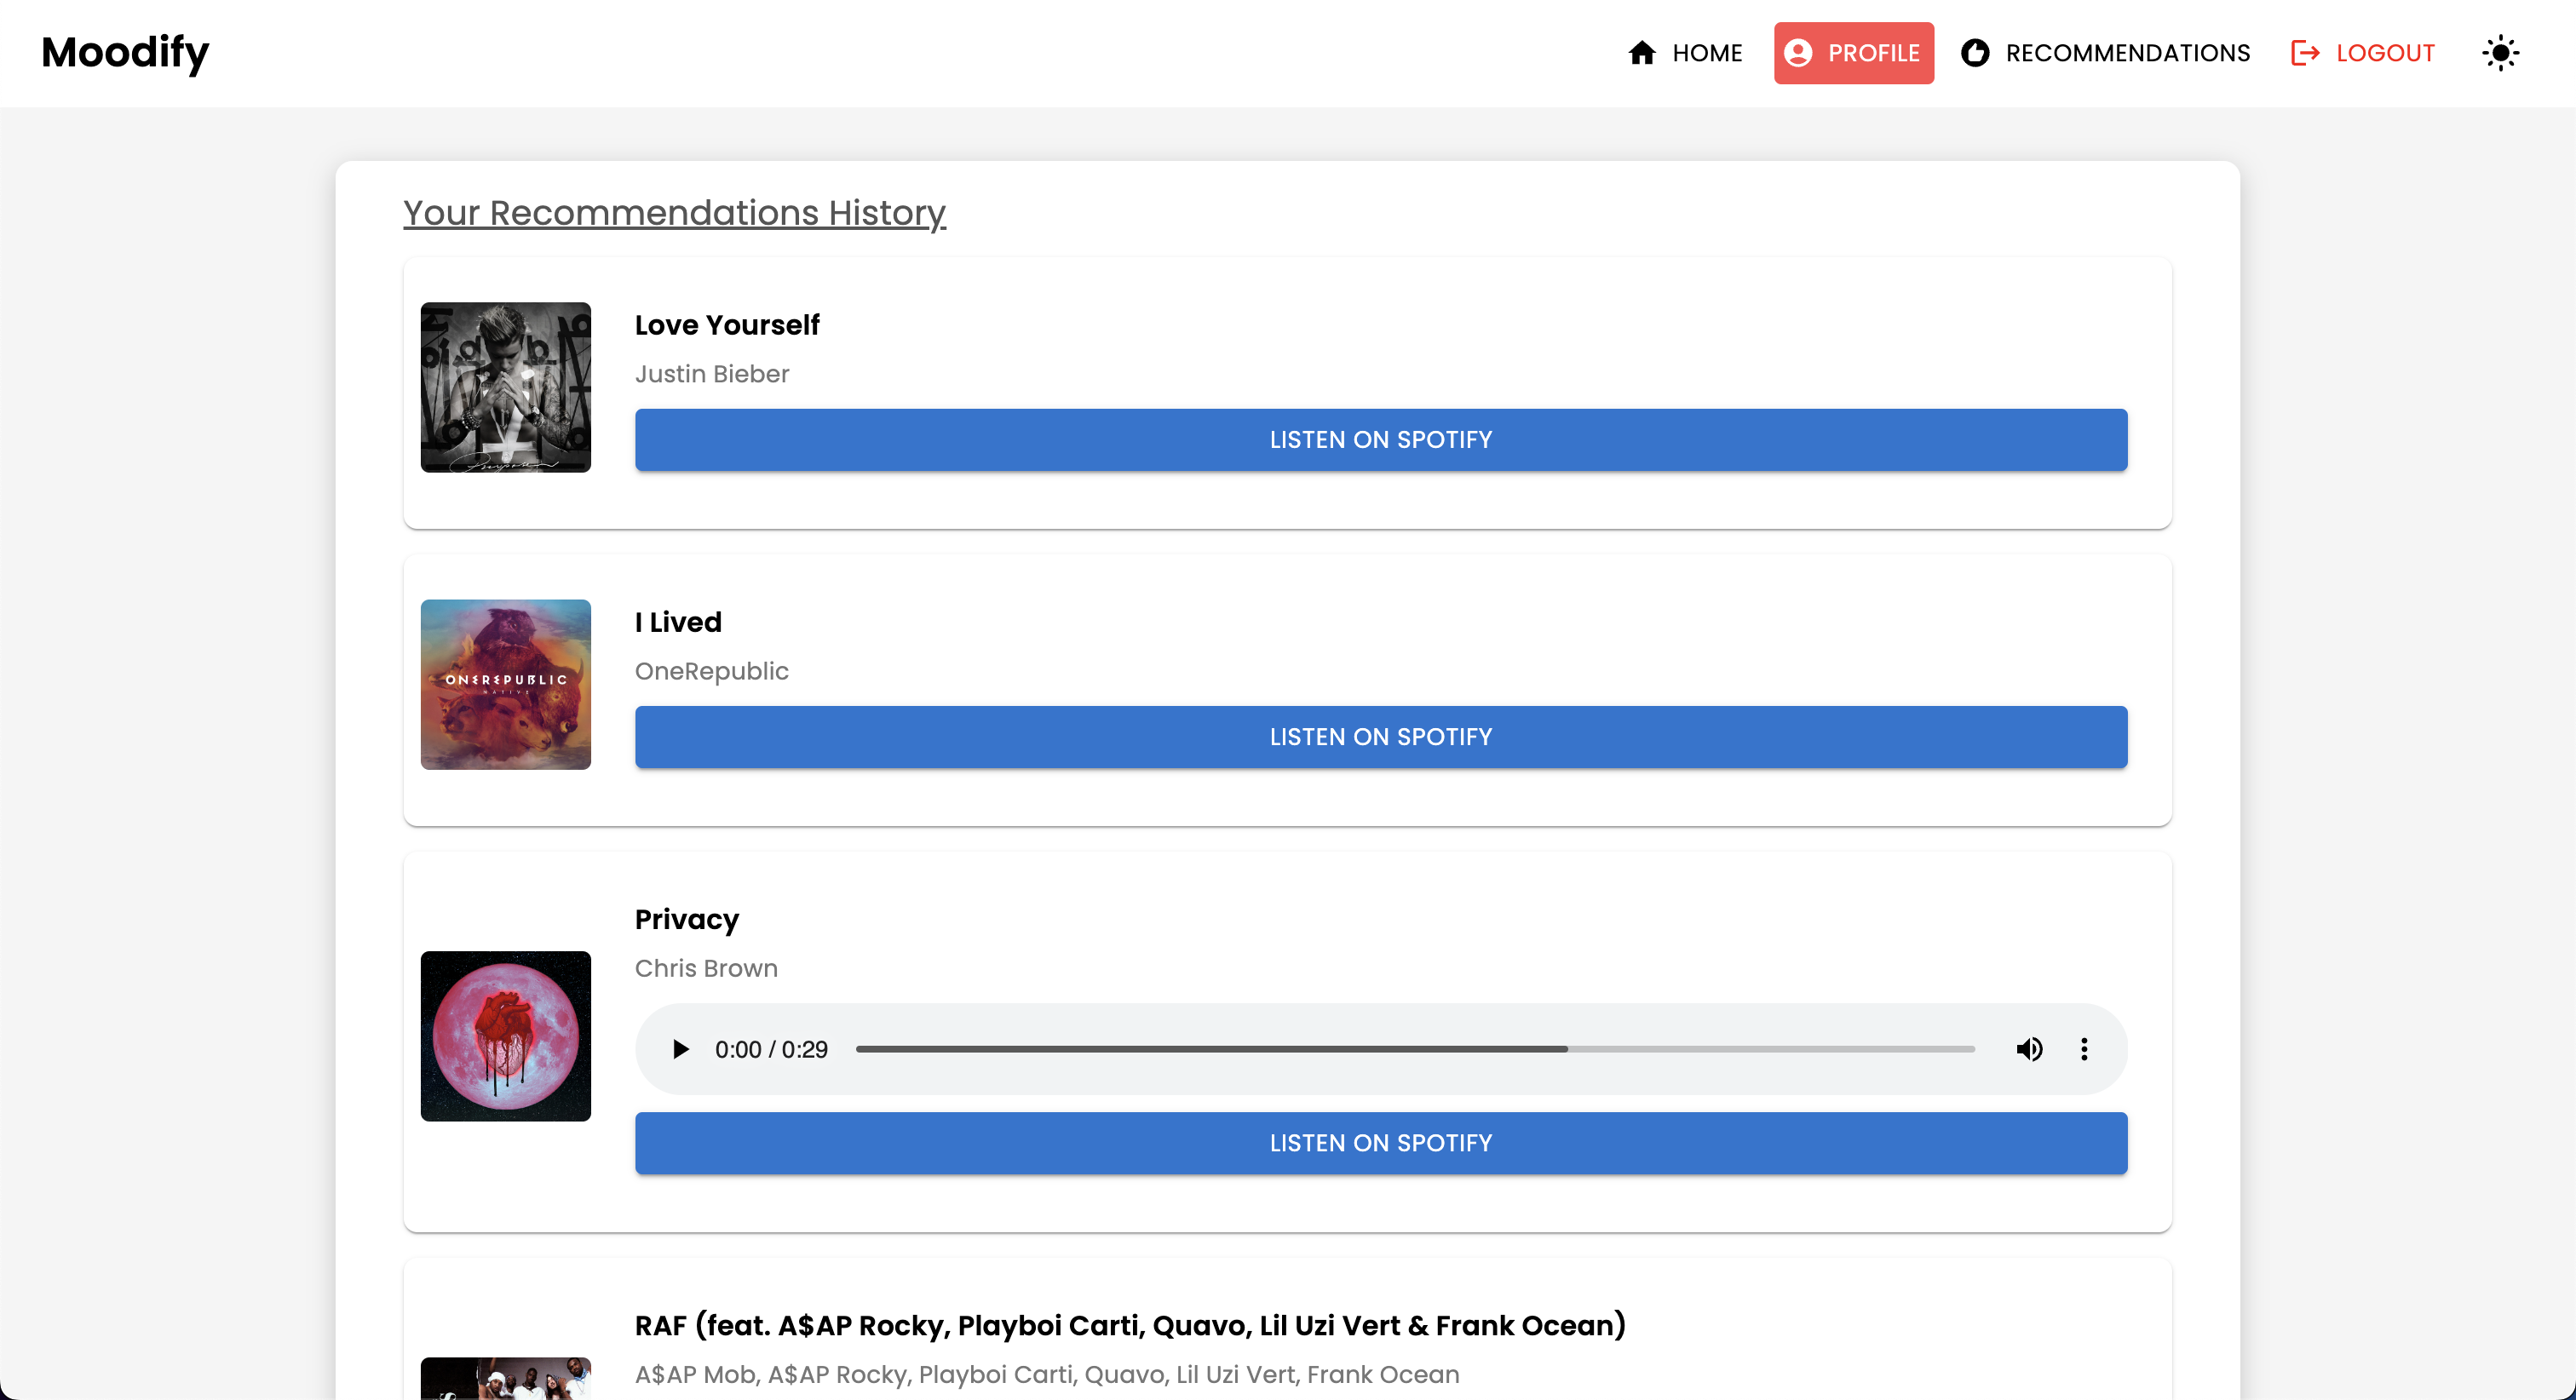 Moodify
HOME
PROFILE
RECOMMENDATIONS
LOGOUT
Your Recommendations History
Love Yourself
Justin Bieber
LISTEN ON SPOTIFY
I Lived
OneRepublic
ONEREPUBLIC
NATIVE
LISTEN ON SPOTIFY
Privacy
Chris Brown
0:00 / 0:29
LISTEN ON SPOTIFY
RAF (feat. A$AP Rocky, Playboi Carti, Quavo, Lil Uzi Vert & Frank Ocean)
A$AP Mob, A$AP Rocky, Playboi Carti, Quavo, Lil Uzi Vert, Frank Ocean